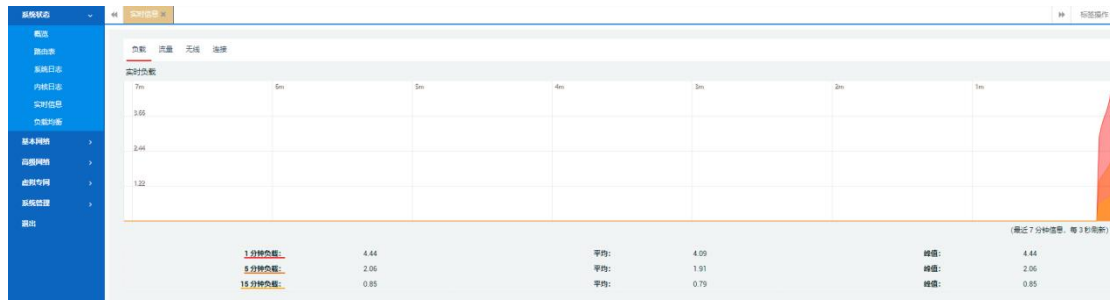 系统状态
实时信息
标签操作
概览
路由表
系统日志
内核日志
实时信息
负载均衡
基本网络
高级网络
虚拟专网
系统管理
退出
负载 流量 无线 连接
实时负载
7m 6m 5m 4m 3m 2m 1m
3.66
2.44
1.22
(最近 7 分钟信息，每 3 秒刷新)
1 分钟负载: 4.44 平均: 4.09 峰值: 4.44
5 分钟负载: 2.06 平均: 1.91 峰值: 2.06
15 分钟负载: 0.85 平均: 0.79 峰值: 0.85